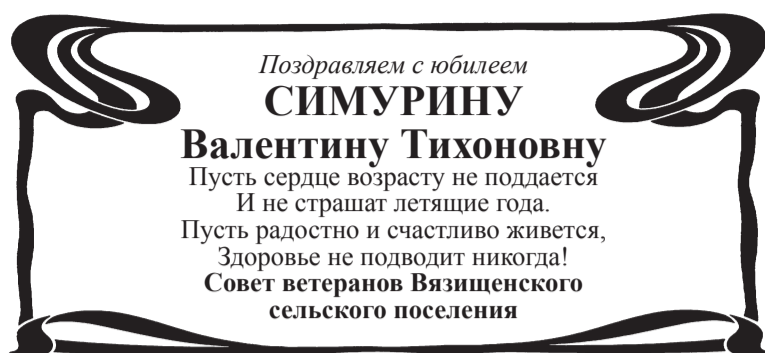 Поздравляем с юбилеем
СИМУРИНУ
Валентину Тихоновну
Пусть сердце возрасту не поддается
И не страшат летящие года.
Пусть радостно и счастливо живется,
Здоровье не подводит никогда!
Совет ветеранов Вязищенского
сельского поселения